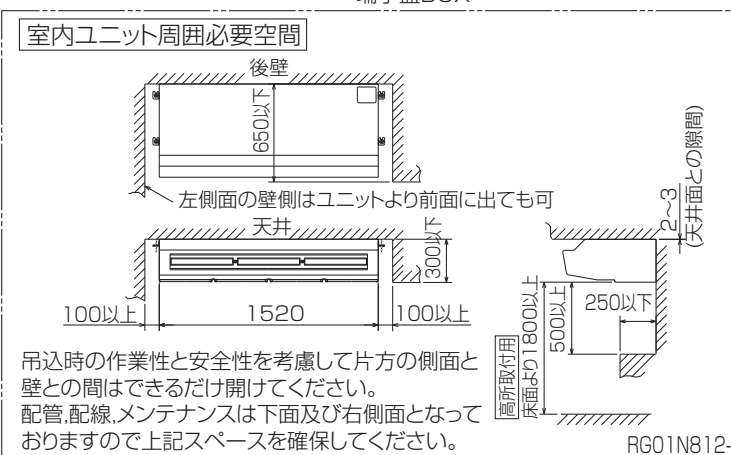 室内ユニット周囲必要空間
後壁
650以下
左側面の壁側はユニットより前面に出ても可
天井
300以下
2~3
(天井面との隙間)
100以上
1520
100以上
高所取付用
床面より1800以上
500以上
250以下
吊込時の作業性と安全性を考慮して片方の側面と
壁との間はできるだけ開けてください。
配管,配線,メンテナンスは下面及び右側面となって
おりますので上記スペースを確保してください。
RG01N812-